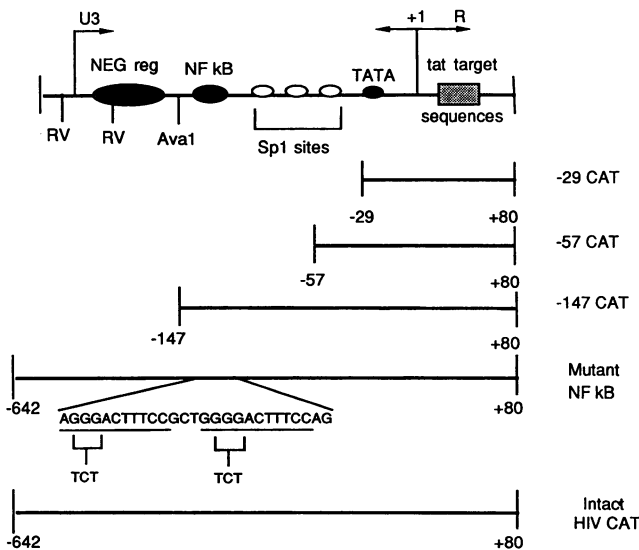 U3
+1
R
NEG reg
NF kB
TATA
tat target
sequences
RV
RV
Ava1
Sp1 sites
-29 CAT
-29
+80
-57 CAT
-57
+80
-147 CAT
-147
+80
Mutant
NF kB
-642
+80
AGGGACTTTCCGCTGGGGACTTTCCAG
TCT
TCT
Intact
HIV CAT
-642
+80